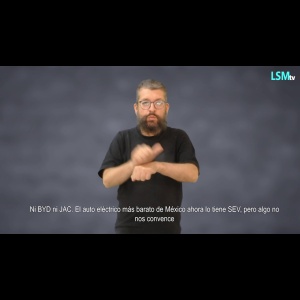 LSMtv
Ni BYD ni JAC. El auto eléctrico más barato de México ahora lo tiene SEV, pero algo no
nos convence